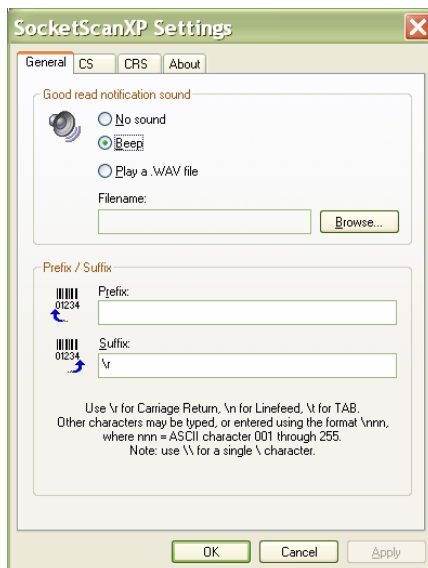 SocketScanXP Settings
General CS CRS About
Good read notification sound
No sound
Beep
Play a .WAV file
Filename:
Browse...
Prefix / Suffix
01234
Prefix:
01234
Suffix:
\r
Use \r for Carriage Return, \n for Linefeed, \t for TAB.
Other characters may be typed, or entered using the format \nnn,
where nnn = ASCII character 001 through 255.
Note: use \\ for a single \ character.
OK Cancel Apply